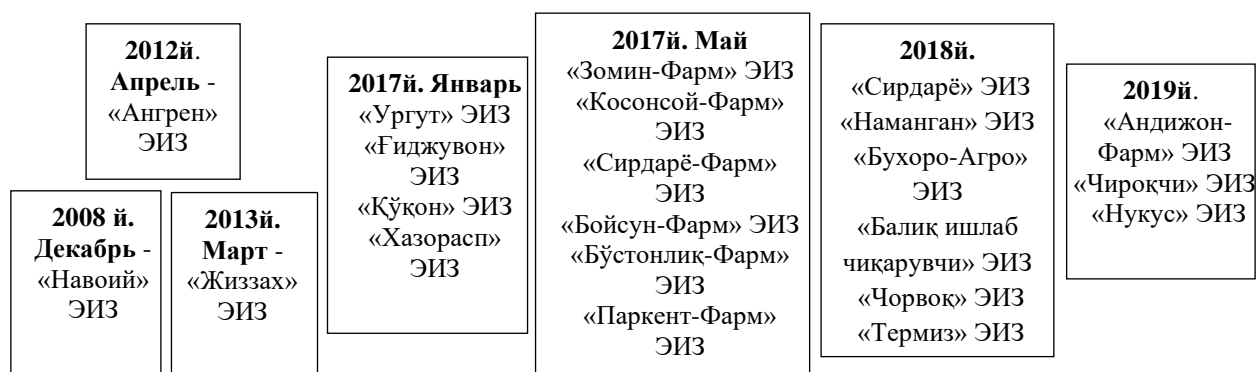 2012й.
Апрель -
«Ангрен»
ЭИЗ
2008 й.
Декабрь -
«Навоий»
ЭИЗ
2013й.
Март -
«Жиззах»
ЭИЗ
2017й. Январь
«Ургут» ЭИЗ
«Ғиджувон»
ЭИЗ
«Қўқон» ЭИЗ
«Хазорасп»
ЭИЗ
2017й. Май
«Зомин-Фарм» ЭИЗ
«Косонсой-Фарм»
ЭИЗ
«Сирдарё-Фарм»
ЭИЗ
«Бойсун-Фарм» ЭИЗ
«Бўстонлиқ-Фарм»
ЭИЗ
«Паркент-Фарм»
ЭИЗ
2018й.
«Сирдарё» ЭИЗ
«Наманган» ЭИЗ
«Бухоро-Агро»
ЭИЗ
«Балиқ ишлаб
чиқарувчи» ЭИЗ
«Чорвоқ» ЭИЗ
«Термиз» ЭИЗ
2019й.
«Андижон-
Фарм» ЭИЗ
«Чироқчи» ЭИЗ
«Нукус» ЭИЗ